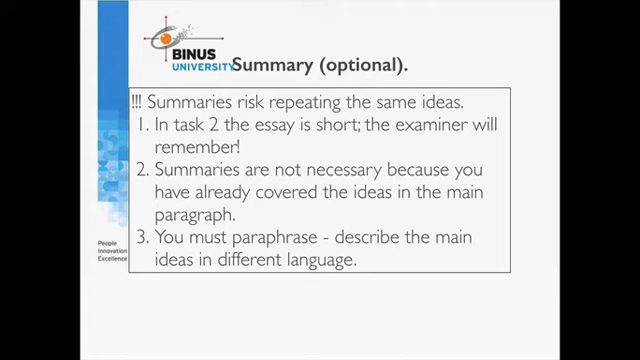 BINUS
UNIVERSITY
Summary (optional).
!!! Summaries risk repeating the same ideas.
1. In task 2 the essay is short; the examiner will
remember!
2. Summaries are not necessary because you
have already covered the ideas in the main
paragraph.
3. You must paraphrase - describe the main
ideas in different language.
People
Innovation
Excellence